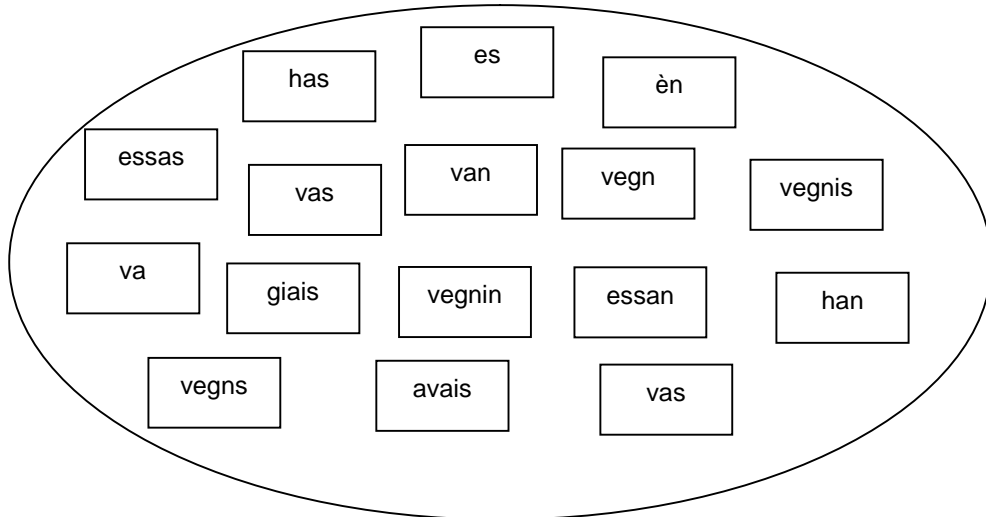 has es èn
essas vas van vegn vegnis
va giais vegnin essan han
vegns avais vas